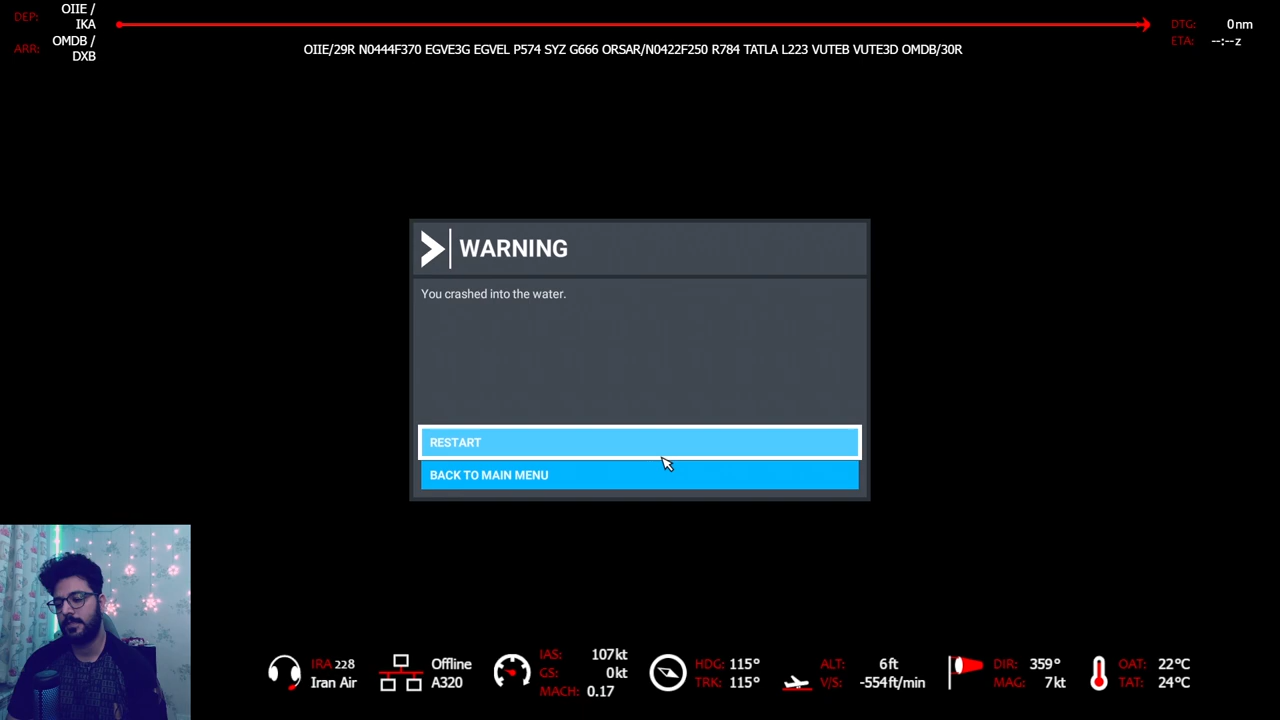 DEP: OIIE /
IKA
ARR: OMDB /
DXB
OIIE/29R N0444F370 EGVE3G EGVEL P574 SYZ G666 ORSAR/N0422F250 R784 TATLA L223 VUTEB VUTE3D OMDB/30R
DTG: 0nm
ETA: --:--z
WARNING
You crashed into the water.
RESTART
BACK TO MAIN MENU
IRA 228
Iran Air
Offline
A320
IAS: 107kt
GS: 0kt
MACH: 0.17
HDG: 115°
TRK: 115°
ALT: 6ft
V/S: -554ft/min
DIR: 359°
MAG: 7kt
OAT: 22°C
TAT: 24°C